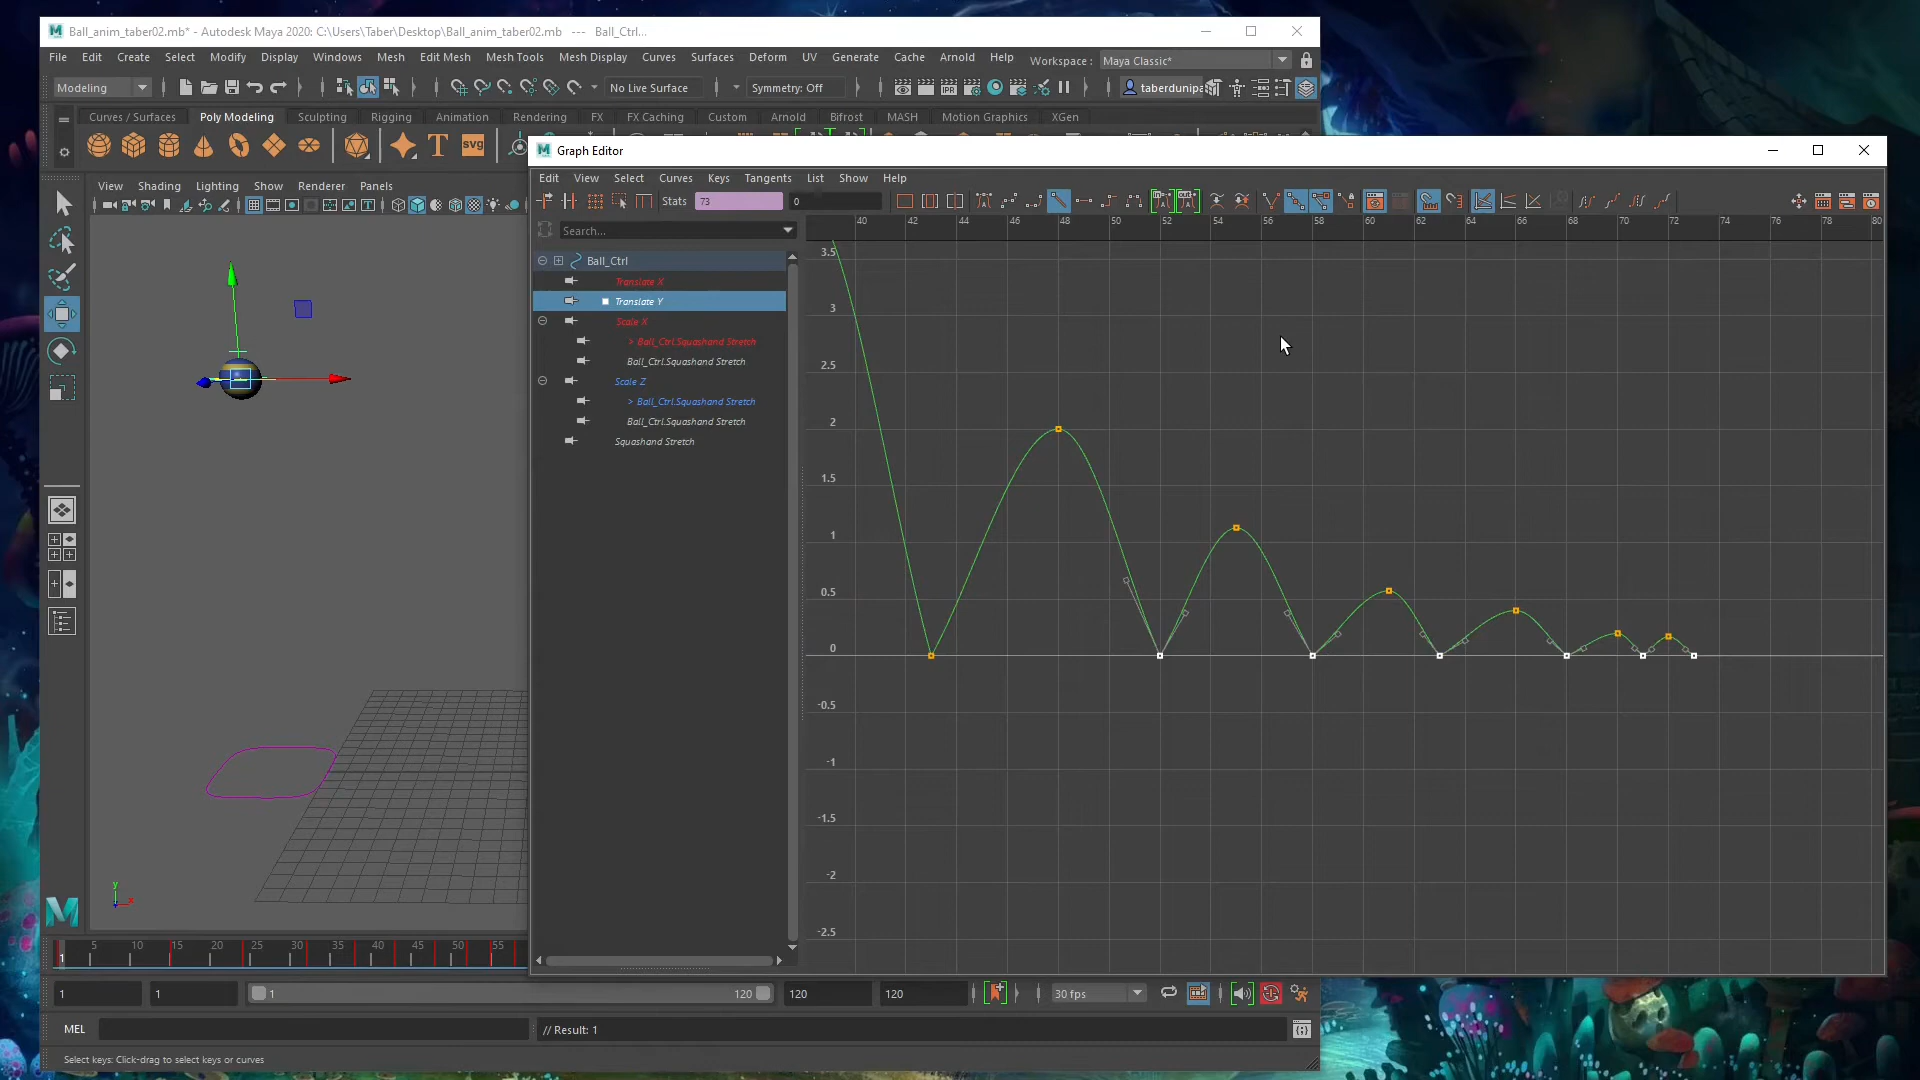 Ball_anim_taber02.mb* - Autodesk Maya 2020: C:\Users\Taber\Desktop\Ball_anim_taber02.mb --- Ball_Ctrl...
File Edit Create Select Modify Display Windows Mesh Edit Mesh Mesh Tools Mesh Display Curves Surfaces Deform UV Generate Cache Arnold Help Workspace : Maya Classic*
Modeling No Live Surface Symmetry: Off IPR taberdunipa
Curves / Surfaces Poly Modeling Sculpting Rigging Animation Rendering FX FX Caching Custom Arnold Bifrost MASH Motion Graphics XGen
T SVG
Graph Editor
View Shading Lighting Show Renderer Panels
Edit View Select Curves Keys Tangents List Show Help
Stats 73 0
Search...
40 42 44 46 48 50 52 54 56 58 60 62 64 66 68 70 72 74 76 78 80
Ball_Ctrl
Translate X
Translate Y
Scale X
> Ball_Ctrl.Squashand Stretch
Ball_Ctrl.Squashand Stretch
Scale Z
> Ball_Ctrl.Squashand Stretch
Ball_Ctrl.Squashand Stretch
Squashand Stretch
3.5
3
2.5
2
1.5
1
0.5
0
-0.5
-1
-1.5
-2
-2.5
y
x
M
1 5 10 15 20 25 30 35 40 45 50 55
1 1 1 120 120 120 30 fps
MEL // Result: 1
Select keys: Click-drag to select keys or curves